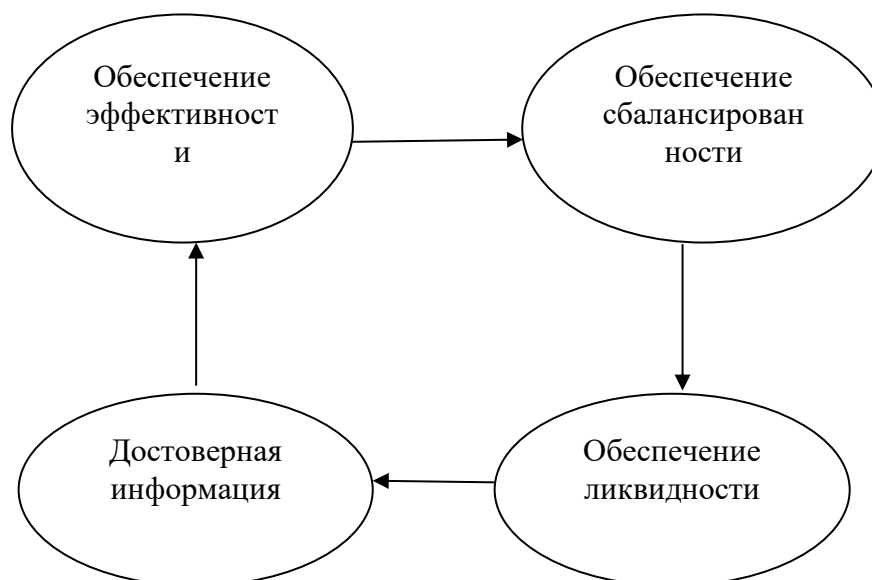 Обеспечение
эффективност
и
Обеспечение
сбалансирован
ности
Достоверная
информация
Обеспечение
ликвидности